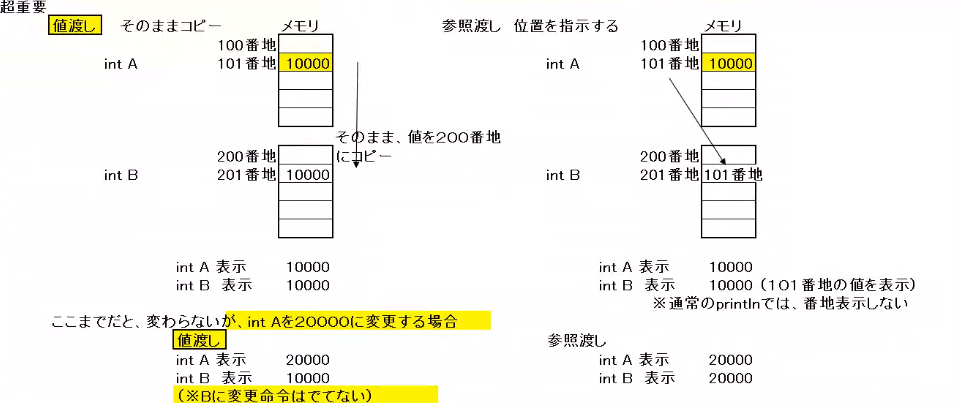 超重要
値渡し そのままコピー メモリ
100番地
int A 101番地 10000
そのまま、値を200番地
にコピー
200番地
int B 201番地 10000
int A 表示 10000
int B 表示 10000
参照渡し 位置を指示する メモリ
100番地
int A 101番地 10000
200番地
int B 201番地 101番地
int A 表示 10000
int B 表示 10000 (101番地の値を表示)
※通常のprintlnでは、番地表示しない
ここまでだと、変わらないが、int Aを20000に変更する場合
値渡し
int A 表示 20000
int B 表示 10000
(※Bに変更命令はでてない)
参照渡し
int A 表示 20000
int B 表示 20000